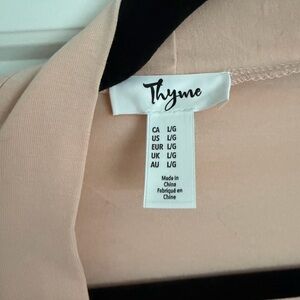 Thyme
CA L/G
US L/G
EUR L/G
UK L/G
AU L/G
Made in
China
Fabriqué en
Chine